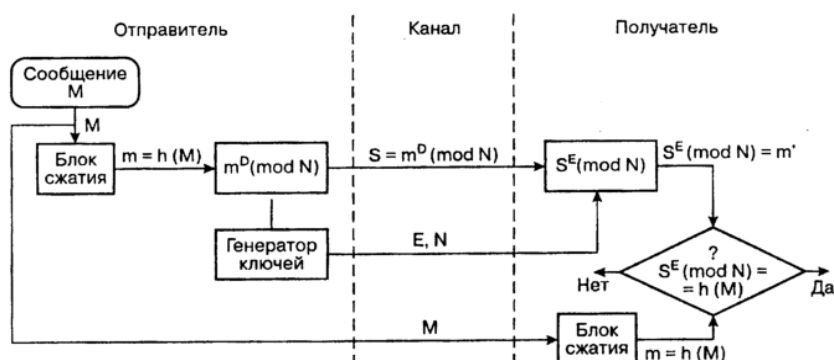 Отправитель
Канал
Получатель
Сообщение
M
M
Блок
сжатия
m = h (M)
m^D (mod N)
S = m^D (mod N)
S^E (mod N)
S^E (mod N) = m'
Генератор
ключей
E, N
?
S^E (mod N) =
= h (M)
Нет
Да
M
Блок
сжатия
m = h (M)